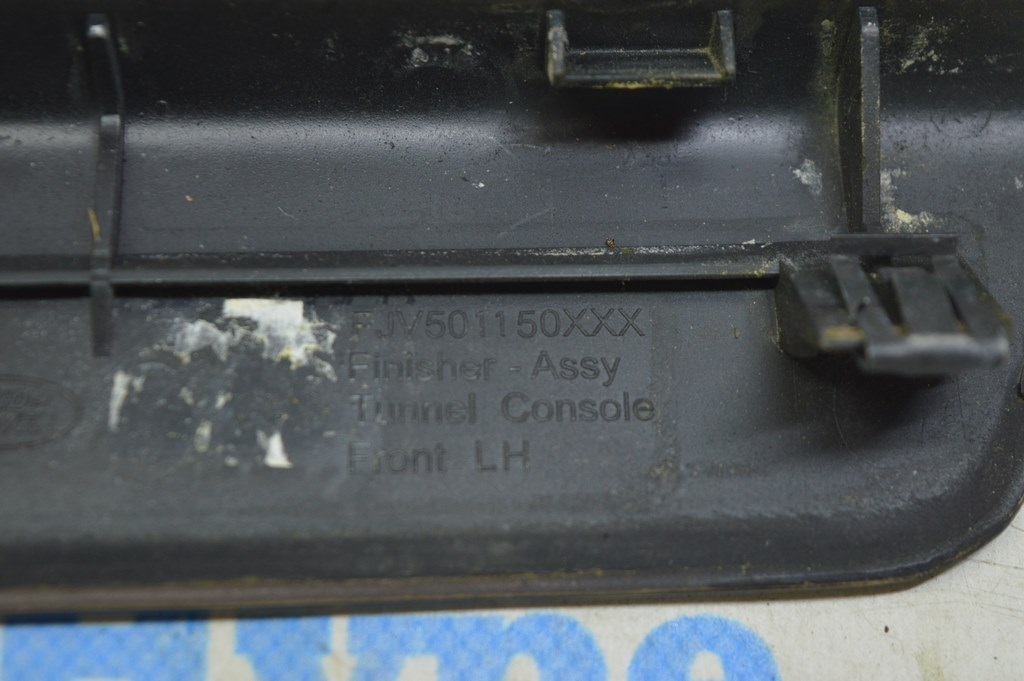 FJV501150XXX
Finisher - Assy
Tunnel Console
Front LH